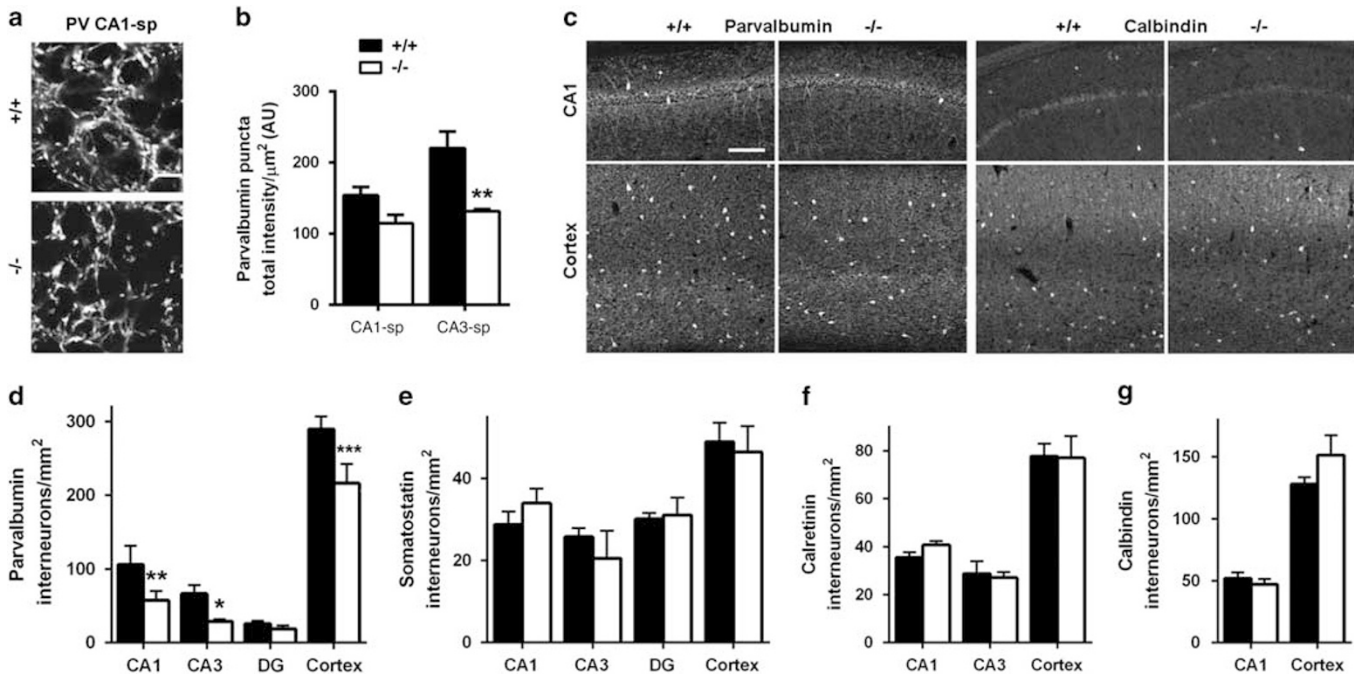 a
PV CA1-sp
+/+
-/-
b
+/+
-/-
Parvalbumin puncta
total intensity/μm² (AU)
300
200
100
0
**
CA1-sp
CA3-sp
c
+/+ Parvalbumin -/-
+/+ Calbindin -/-
CA1
Cortex
d
Parvalbumin
interneurons/mm²
300
200
100
0
**
*
***
CA1
CA3
DG
Cortex
e
Somatostatin
interneurons/mm²
40
20
0
CA1
CA3
DG
Cortex
f
Calretinin
interneurons/mm²
80
60
40
20
0
CA1
CA3
Cortex
g
Calbindin
interneurons/mm²
150
100
50
0
CA1
Cortex